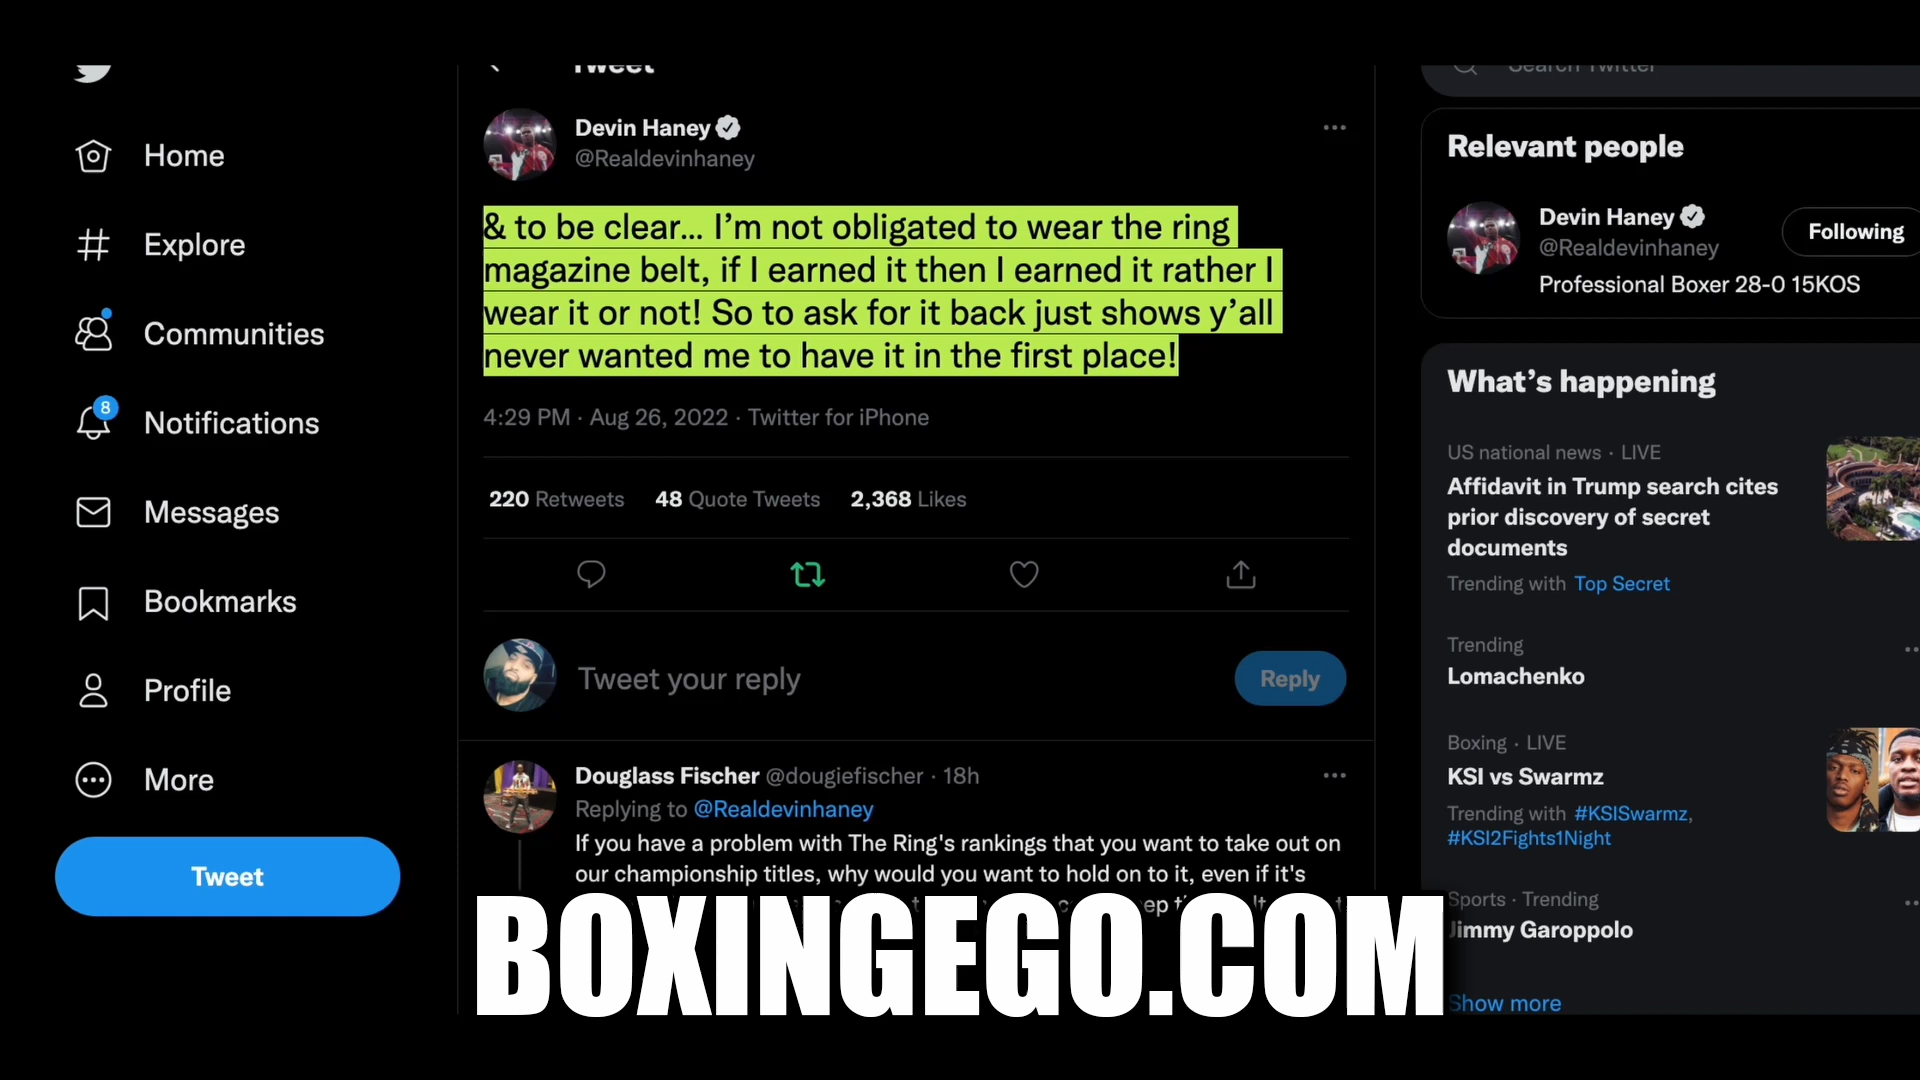 Tweet
Search Twitter
Devin Haney
@Realdevinhaney
& to be clear... I'm not obligated to wear the ring
magazine belt, if I earned it then I earned it rather I
wear it or not! So to ask for it back just shows y'all
never wanted me to have it in the first place!
4:29 PM · Aug 26, 2022 · Twitter for iPhone
220 Retweets 48 Quote Tweets 2,368 Likes
Tweet your reply
Reply
Douglass Fischer @dougiefischer · 18h
Replying to @Realdevinhaney
If you have a problem with The Ring's rankings that you want to take out on
our championship titles, why would you want to hold on to it, even if it's
Home
Explore
Communities
8
Notifications
Messages
Bookmarks
Profile
More
Tweet
Relevant people
Devin Haney
@Realdevinhaney
Following
Professional Boxer 28-0 15KOS
What's happening
US national news · LIVE
Affidavit in Trump search cites
prior discovery of secret
documents
Trending with Top Secret
Trending
Lomachenko
Boxing · LIVE
KSI vs Swarmz
Trending with #KSISwarmz,
#KSI2Fights1Night
Sports · Trending
Jimmy Garoppolo
Show more
BOXINGEGO.COM